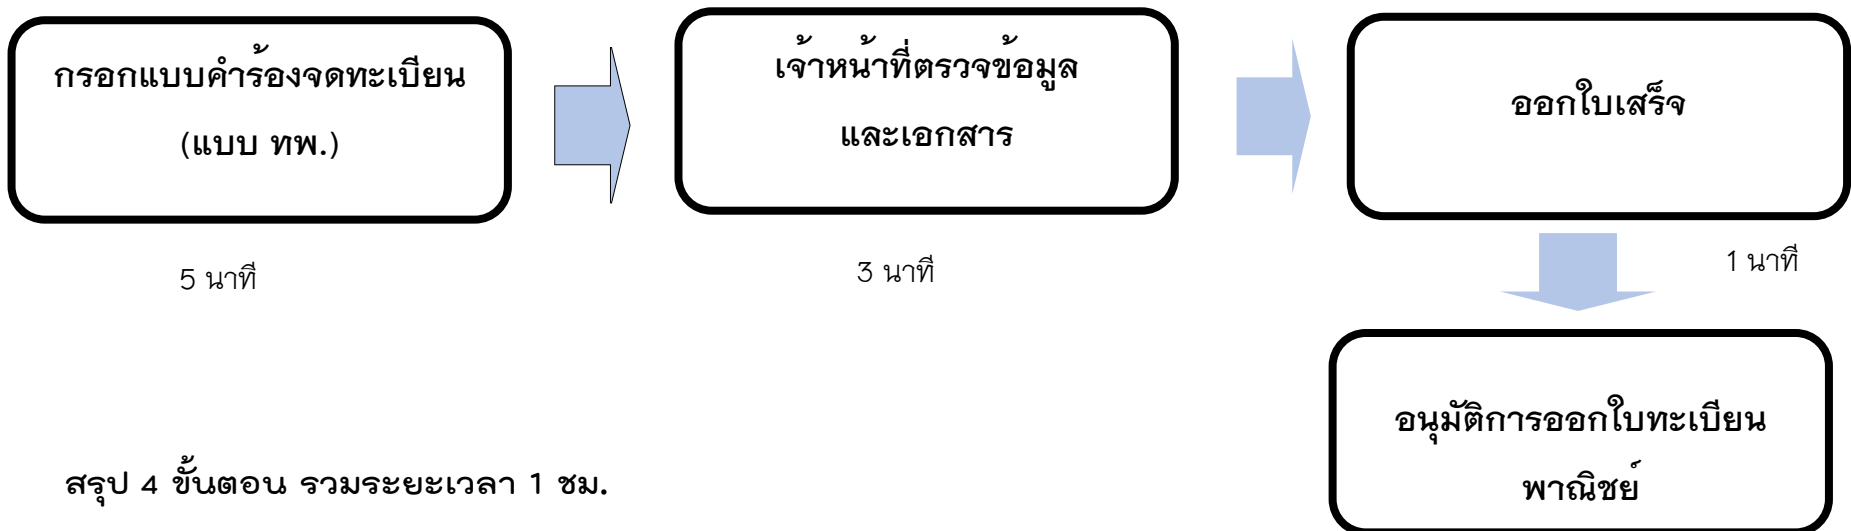 กรอกแบบคำร้องจดทะเบียน
(แบบ ทพ.)
เจ้าหน้าที่ตรวจข้อมูล
และเอกสาร
ออกใบเสร็จ
5 นาที
3 นาที
1 นาที
อนุมัติการออกใบทะเบียน
พาณิชย์
สรุป 4 ขั้นตอน รวมระยะเวลา 1 ชม.